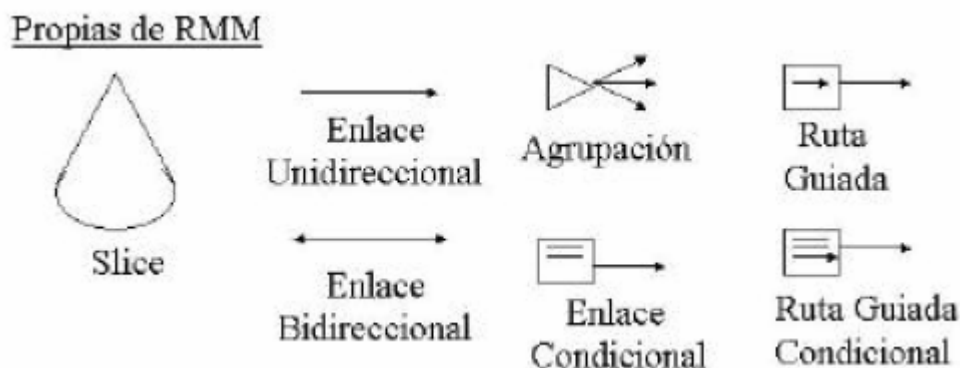 Propias de RMM
Slice
Enlace
Unidireccional
Agrupación
Ruta
Guiada
Enlace
Bidireccional
Enlace
Condicional
Ruta Guiada
Condicional